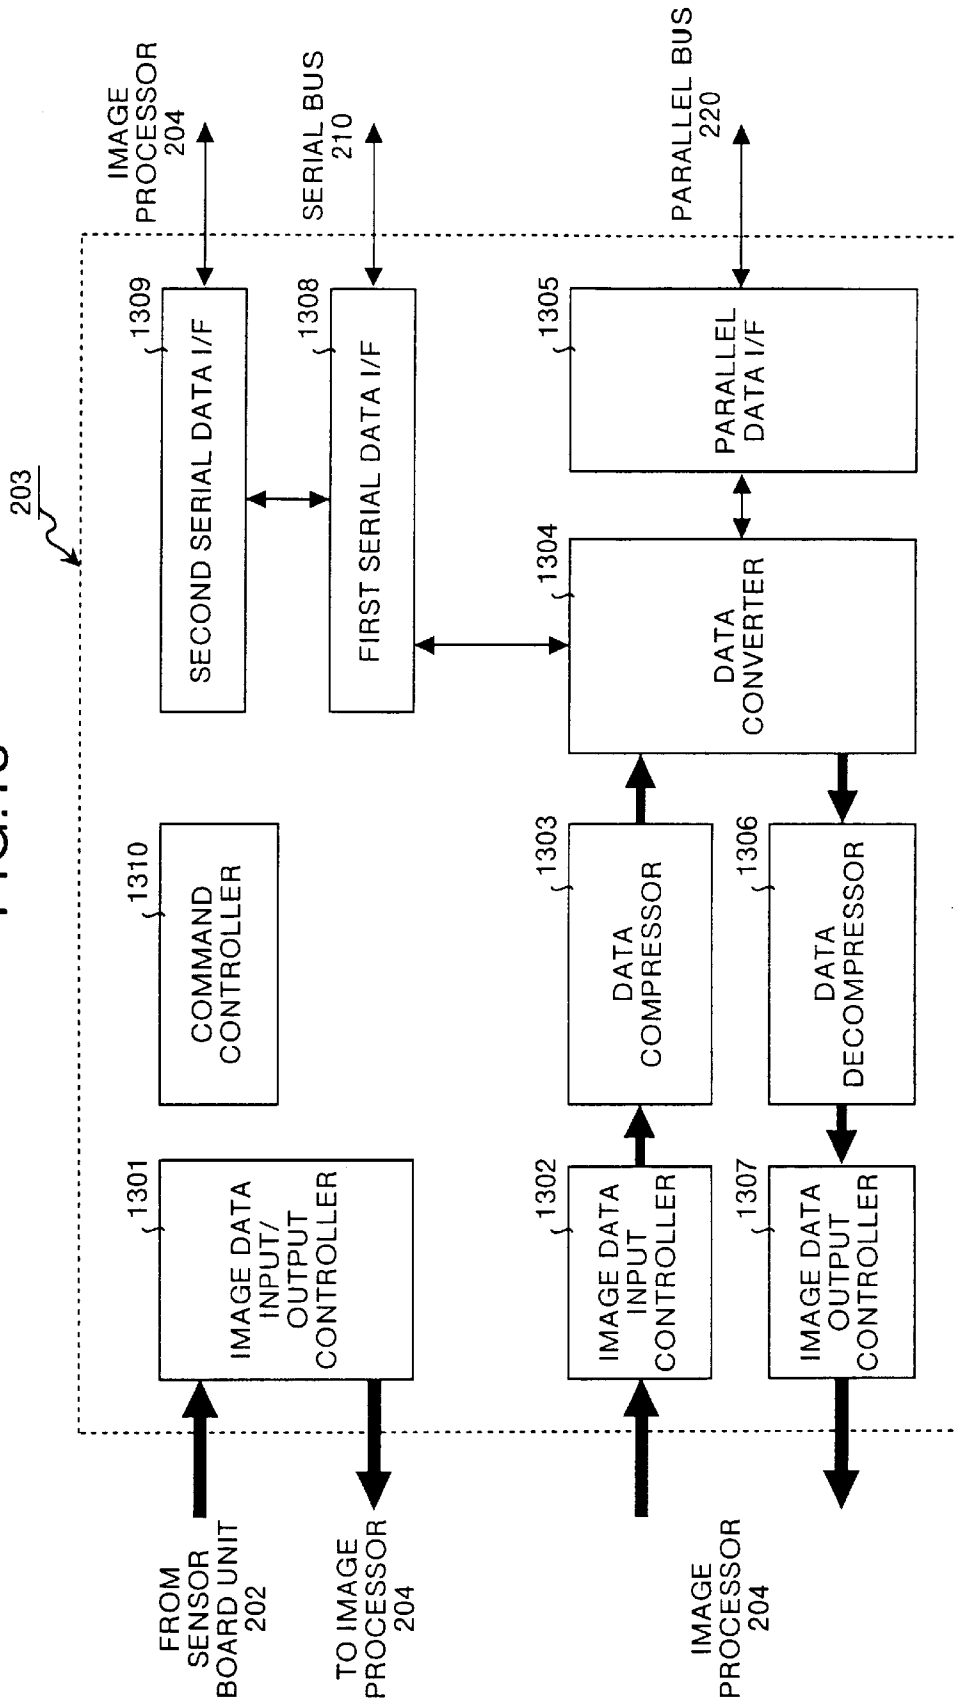 203
FROM
SENSOR
BOARD UNIT
202
TO IMAGE
PROCESSOR
204
1301
IMAGE DATA
INPUT/
OUTPUT
CONTROLLER
1310
COMMAND
CONTROLLER
1309
SECOND SERIAL DATA I/F
IMAGE
PROCESSOR
204
1308
FIRST SERIAL DATA I/F
SERIAL BUS
210
IMAGE
PROCESSOR
204
1302
IMAGE DATA
INPUT
CONTROLLER
1303
DATA
COMPRESSOR
1304
DATA
CONVERTER
1305
PARALLEL
DATA I/F
PARALLEL BUS
220
1307
IMAGE DATA
OUTPUT
CONTROLLER
1306
DATA
DECOMPRESSOR